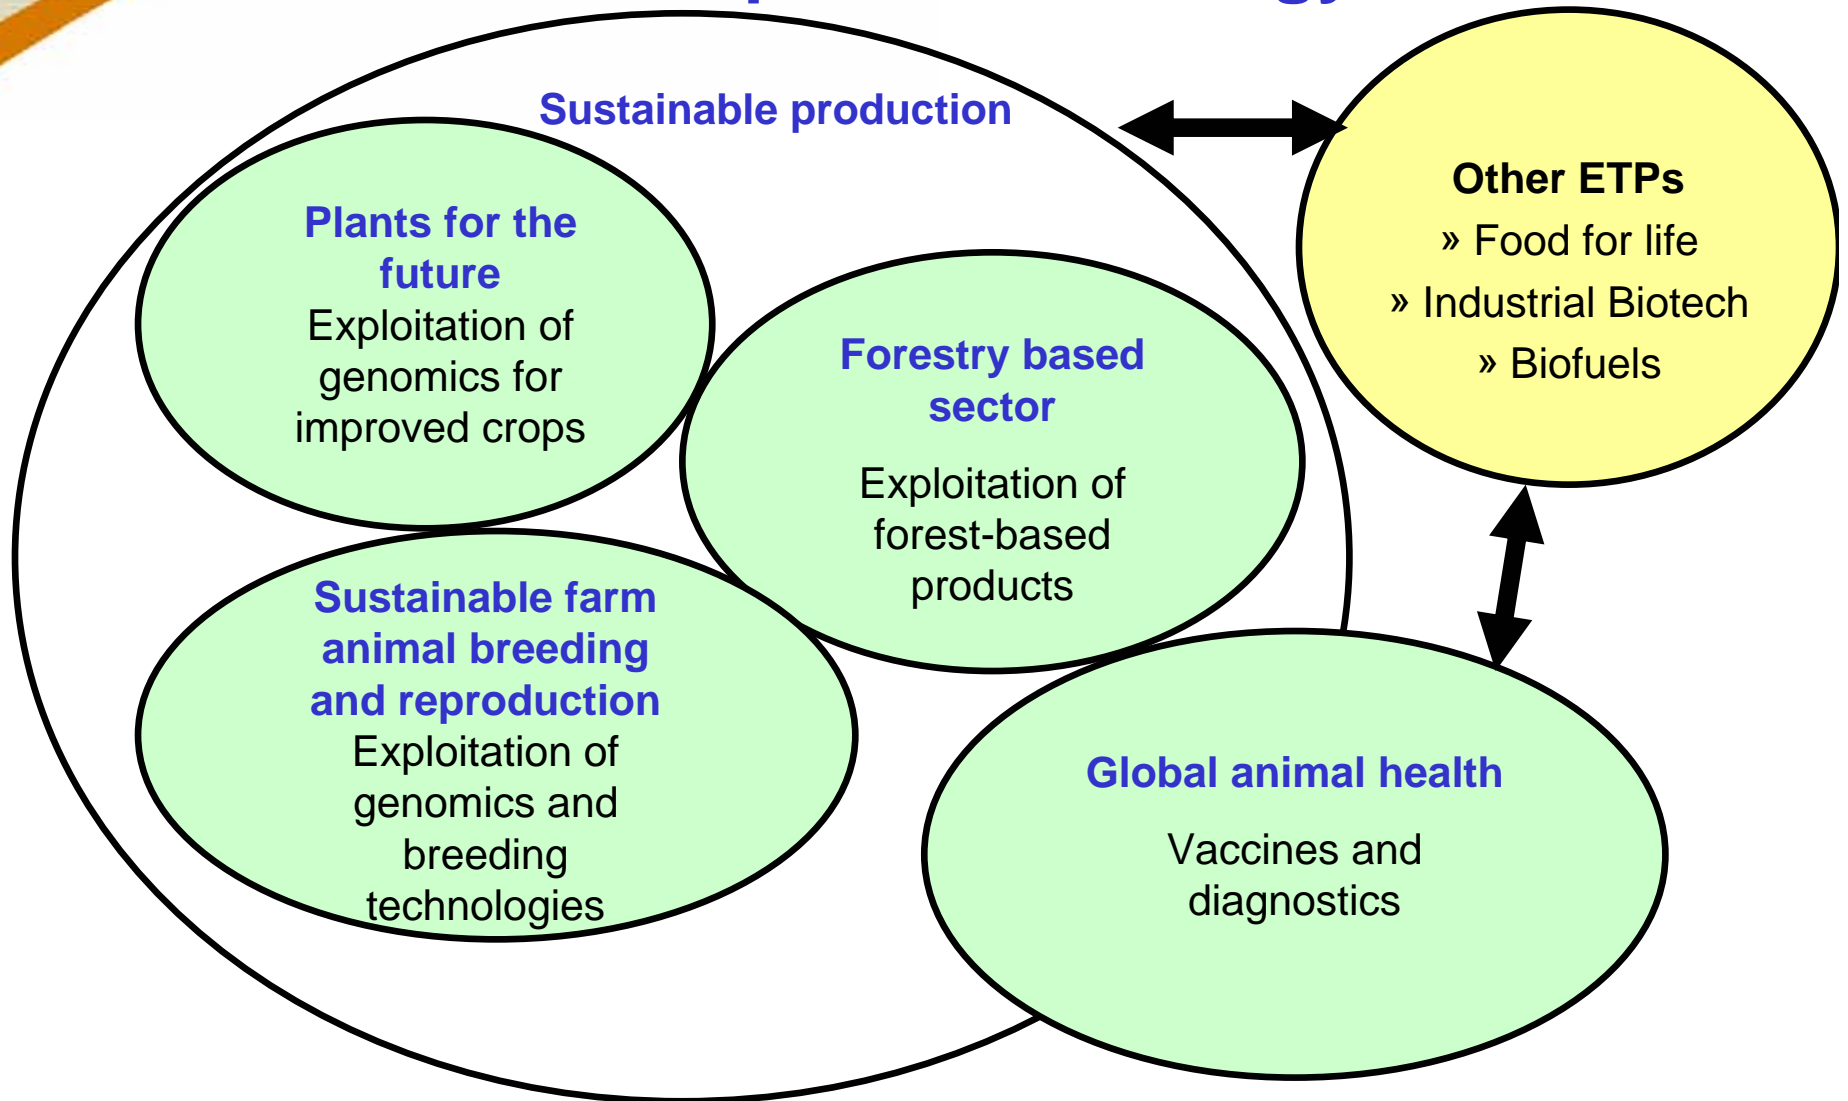 Sustainable production
Plants for the
future
Exploitation of
genomics for
improved crops
Forestry based
sector
Exploitation of
forest-based
products
Sustainable farm
animal breeding
and reproduction
Exploitation of
genomics and
breeding
technologies
Global animal health
Vaccines and
diagnostics
Other ETPs
» Food for life
» Industrial Biotech
» Biofuels